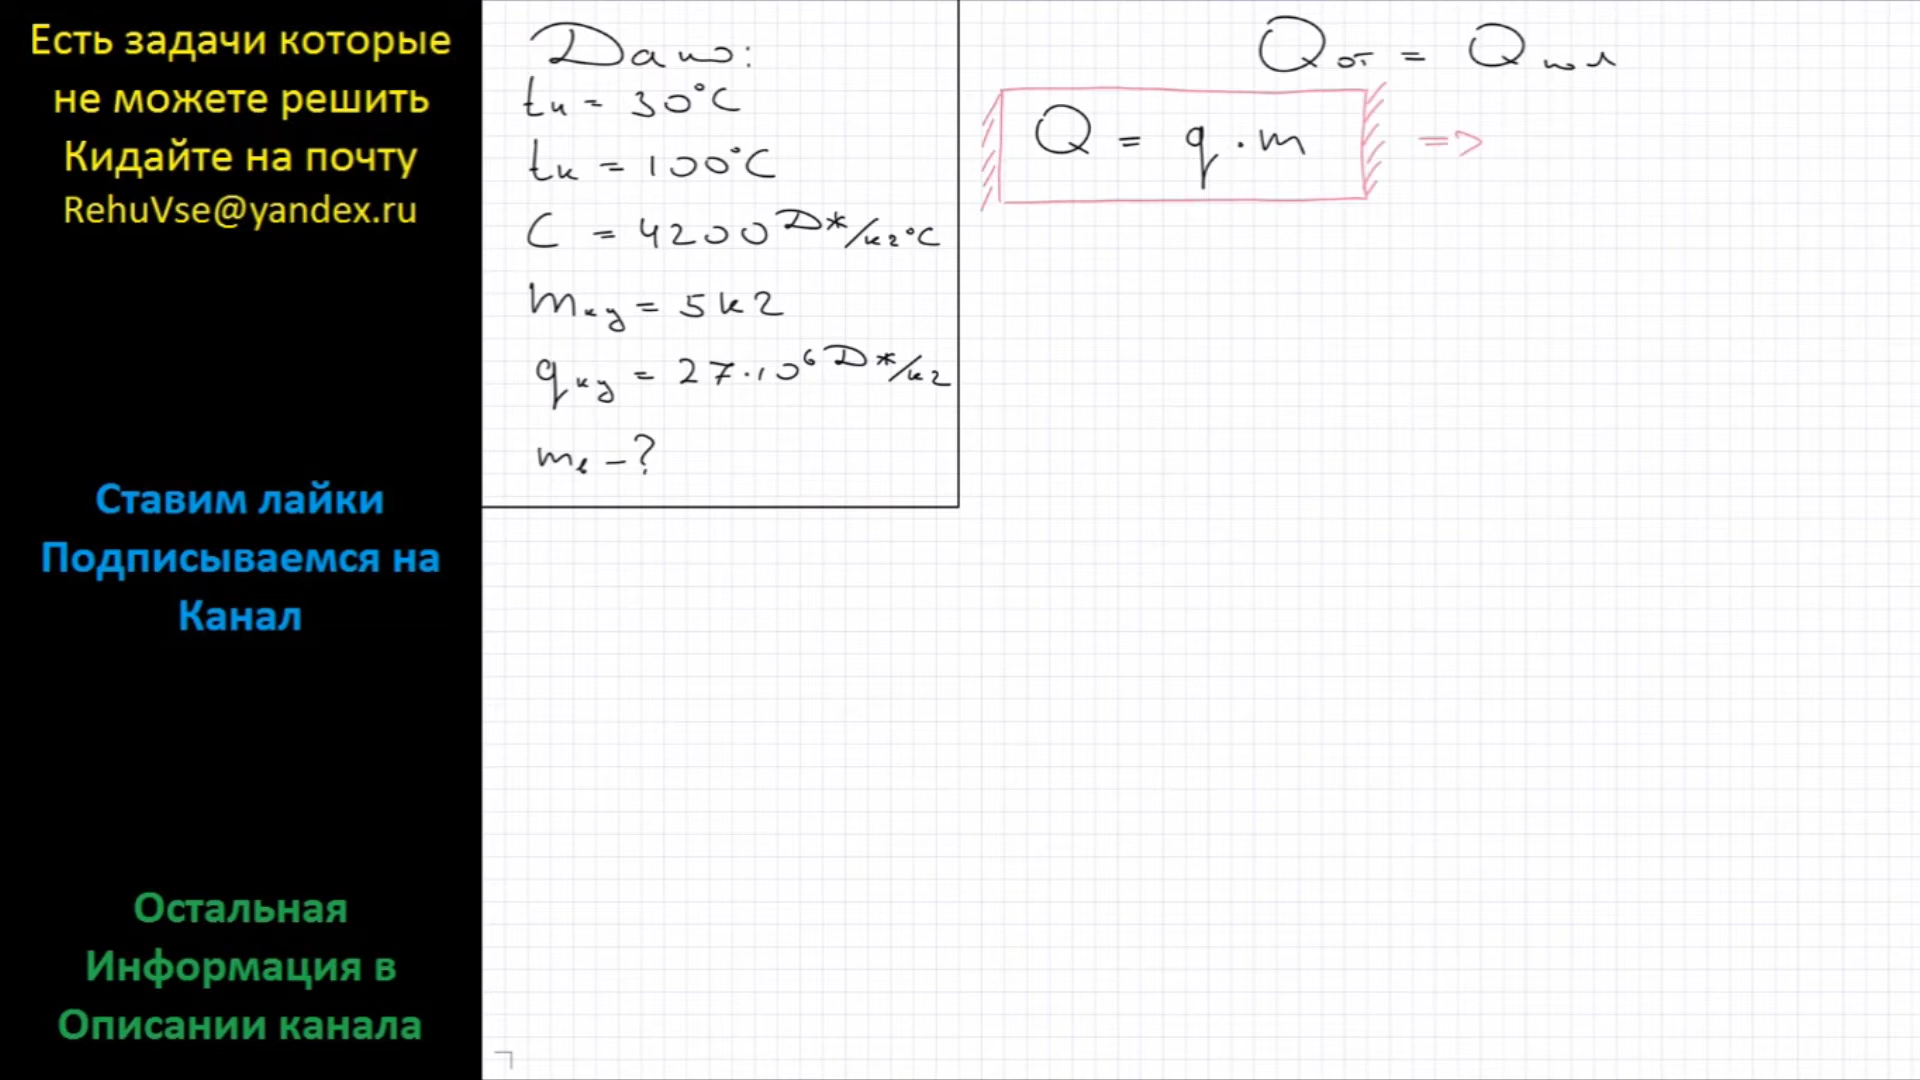 Есть задачи которые
не можете решить
Кидайте на почту
RehuVse@yandex.ru
Ставим лайки
Подписываемся на
Канал
Остальная
Информация в
Описании канала
Дано:
tн = 30°C
tк = 100°C
C = 4200 Дж/кг°C
mку = 5 кг
qку = 27·10⁶ Дж/кг
mв – ?
Qот = Qпол
Q = q · m =>